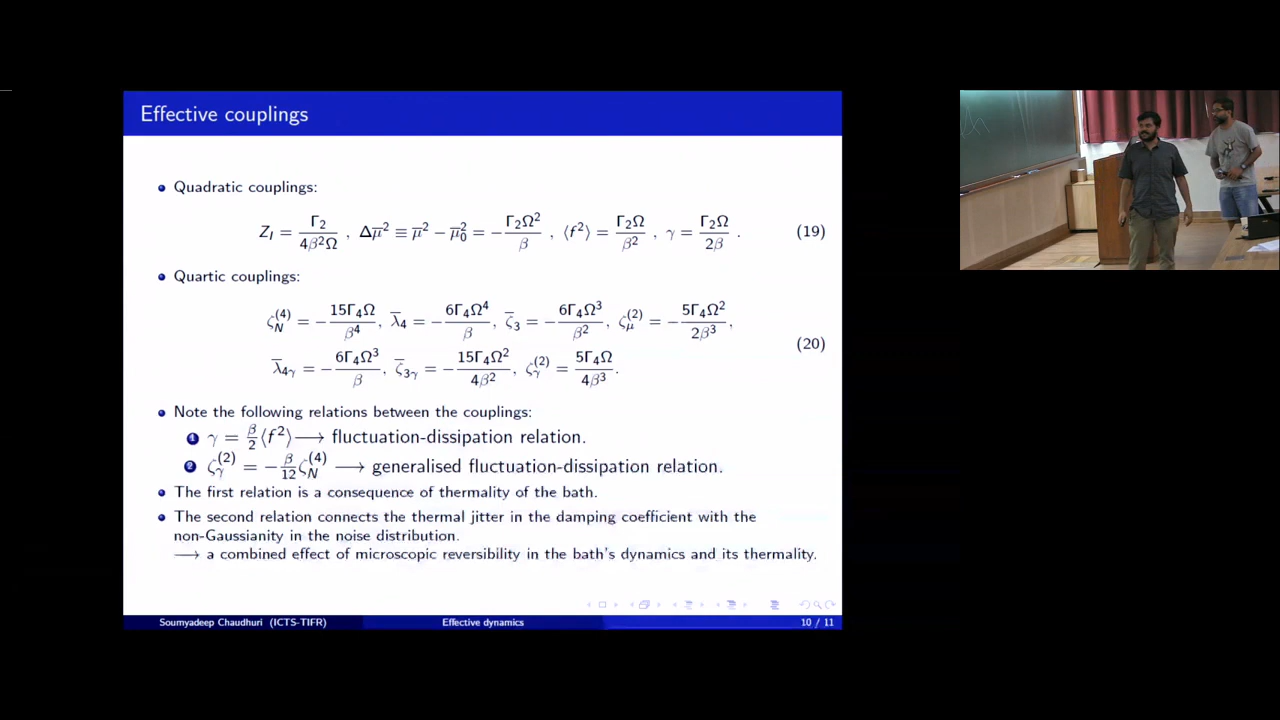 Effective couplings
Quadratic couplings:
Z_I = Γ₂/(4β²Ω) , Δμ̄² ≡ μ̄² − μ̄₀² = −Γ₂Ω²/β , ⟨f²⟩ = Γ₂Ω/β² , γ = Γ₂Ω/(2β) . (19)
Quartic couplings:
ζ_N^(4) = −15Γ₄Ω/β⁴, λ̄₄ = −6Γ₄Ω⁴/β, ζ̄₃ = −6Γ₄Ω³/β², ζ_μ^(2) = −5Γ₄Ω²/(2β³),
(20)
λ̄₄γ = −6Γ₄Ω³/β, ζ̄₃γ = −15Γ₄Ω²/(4β²), ζ_γ^(2) = 5Γ₄Ω/(4β³).
Note the following relations between the couplings:
1 γ = β/2 ⟨f²⟩ ⟶ fluctuation-dissipation relation.
2 ζ_γ^(2) = −β/12 ζ_N^(4) ⟶ generalised fluctuation-dissipation relation.
The first relation is a consequence of thermality of the bath.
The second relation connects the thermal jitter in the damping coefficient with the
non-Gaussianity in the noise distribution.
⟶ a combined effect of microscopic reversibility in the bath's dynamics and its thermality.
Soumyadeep Chaudhuri (ICTS-TIFR) Effective dynamics 10 / 11